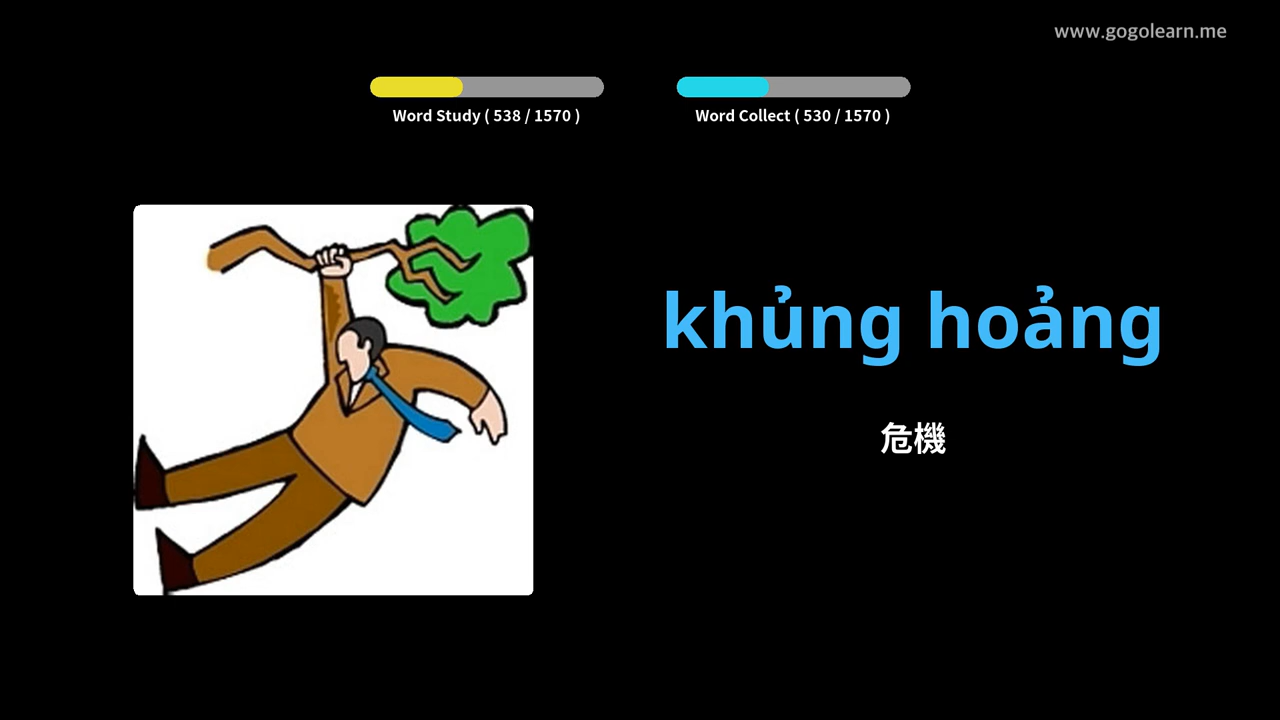 www.gogolearn.me
Word Study ( 538 / 1570 )
Word Collect ( 530 / 1570 )
khủng hoảng
危機